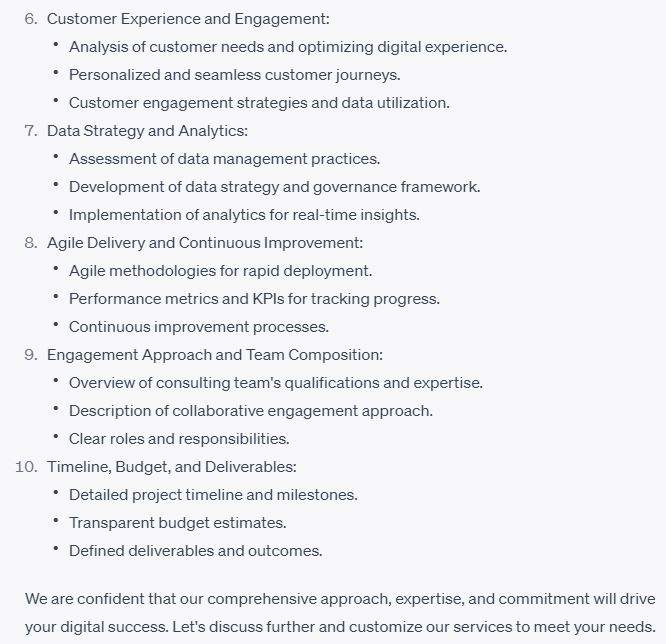 6. Customer Experience and Engagement:
• Analysis of customer needs and optimizing digital experience.
• Personalized and seamless customer journeys.
• Customer engagement strategies and data utilization.
7. Data Strategy and Analytics:
• Assessment of data management practices.
• Development of data strategy and governance framework.
• Implementation of analytics for real-time insights.
8. Agile Delivery and Continuous Improvement:
• Agile methodologies for rapid deployment.
• Performance metrics and KPIs for tracking progress.
• Continuous improvement processes.
9. Engagement Approach and Team Composition:
• Overview of consulting team's qualifications and expertise.
• Description of collaborative engagement approach.
• Clear roles and responsibilities.
10. Timeline, Budget, and Deliverables:
• Detailed project timeline and milestones.
• Transparent budget estimates.
• Defined deliverables and outcomes.
We are confident that our comprehensive approach, expertise, and commitment will drive
your digital success. Let's discuss further and customize our services to meet your needs.